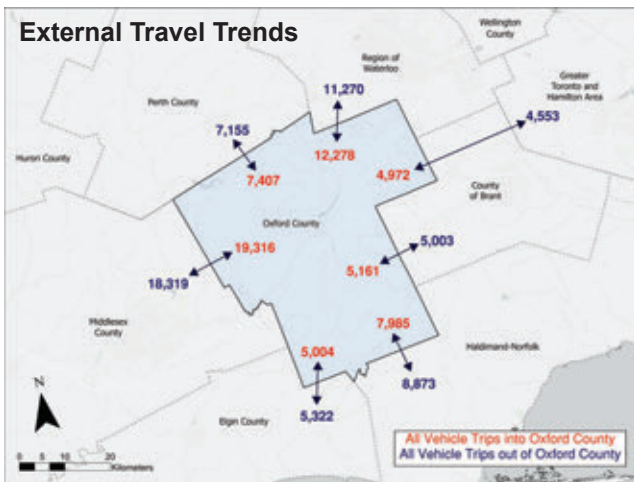 External Travel Trends
Wellington
County
Region of
Waterloo
Greater
Toronto and
Hamilton Area
11,270
Perth County
4,553
7,155
12,278
Huron County
4,972
7,407
County
of Brant
Oxford County
5,003
19,316
5,161
18,319
Middlesex
County
7,985
5,004
Haldimand-Norfolk
8,873
N
5,322
Elgin County
All Vehicle Trips into Oxford County
All Vehicle Trips out of Oxford County
0 5 10 20
Kilometers